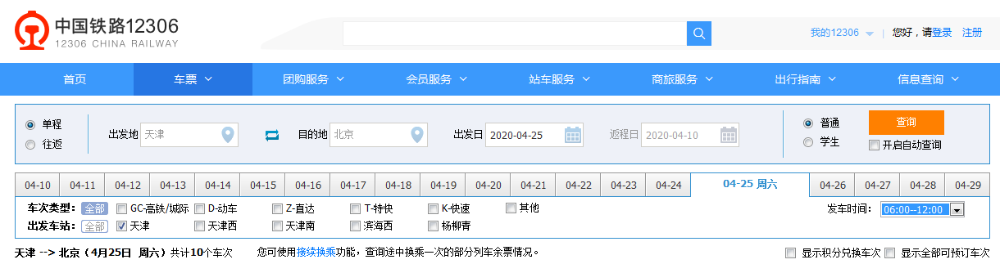 中国铁路12306
12306 CHINA RAILWAY
我的12306 | 您好，请登录 注册
首页 车票 团购服务 会员服务 站车服务 商旅服务 出行指南 信息查询
单程
往返
出发地 天津 目的地 北京 出发日 2020-04-25 返程日 2020-04-10
普通
学生
查询
开启自动查询
04-10 04-11 04-12 04-13 04-14 04-15 04-16 04-17 04-18 04-19 04-20 04-21 04-22 04-23 04-24 04-25 周六 04-26 04-27 04-28 04-29
车次类型： 全部 GC-高铁/城际 D-动车 Z-直达 T-特快 K-快速 其他 发车时间： 06:00--12:00
出发车站： 全部 天津 天津西 天津南 滨海西 杨柳青
天津 --> 北京（4月25日 周六）共计10个车次 您可使用接续换乘功能，查询途中换乘一次的部分列车余票情况。 显示积分兑换车次 显示全部可预订车次